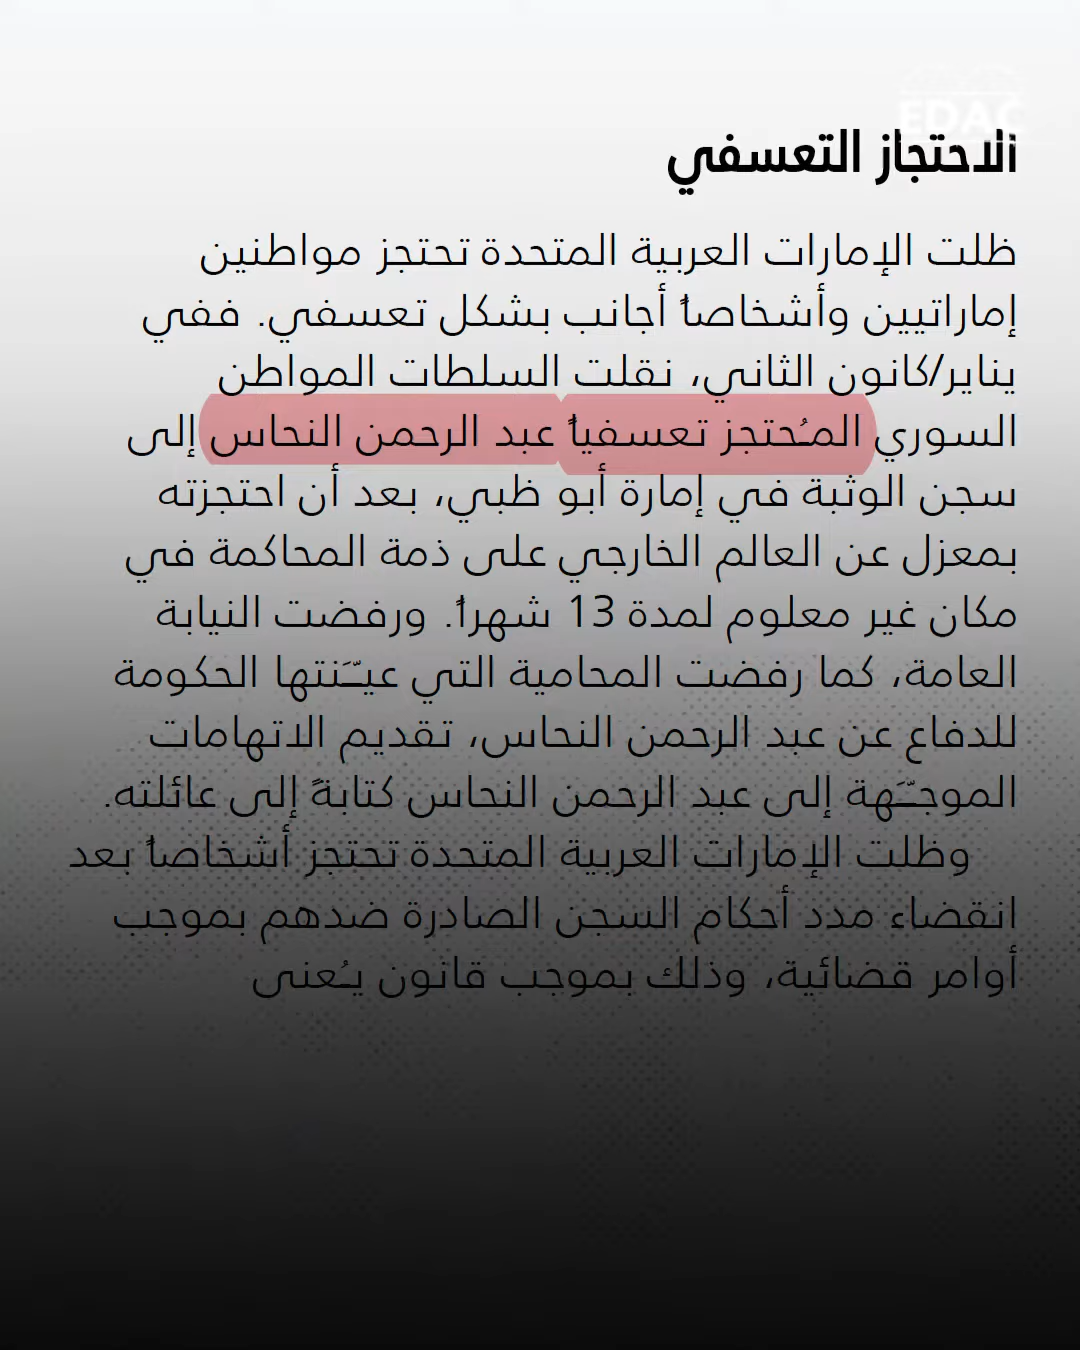 EDAC
الاحتجاز التعسفي
ظلت الإمارات العربية المتحدة تحتجز مواطنين
إماراتيين وأشخاصاً أجانب بشكل تعسفي. ففي
يناير/كانون الثاني، نقلت السلطات المواطن
السوري المُحتجز تعسفياً عبد الرحمن النحاس إلى
سجن الوثبة في إمارة أبو ظبي، بعد أن احتجزته
بمعزل عن العالم الخارجي على ذمة المحاكمة في
مكان غير معلوم لمدة 13 شهراً. ورفضت النيابة
العامة، كما رفضت المحامية التي عيـّـَنتها الحكومة
للدفاع عن عبد الرحمن النحاس، تقديم الاتهامات
الموجـّـَهة إلى عبد الرحمن النحاس كتابةً إلى عائلته.
وظلت الإمارات العربية المتحدة تحتجز أشخاصاً بعد
انقضاء مدد أحكام السجن الصادرة ضدهم بموجب
أوامر قضائية، وذلك بموجب قانون يـُعنى